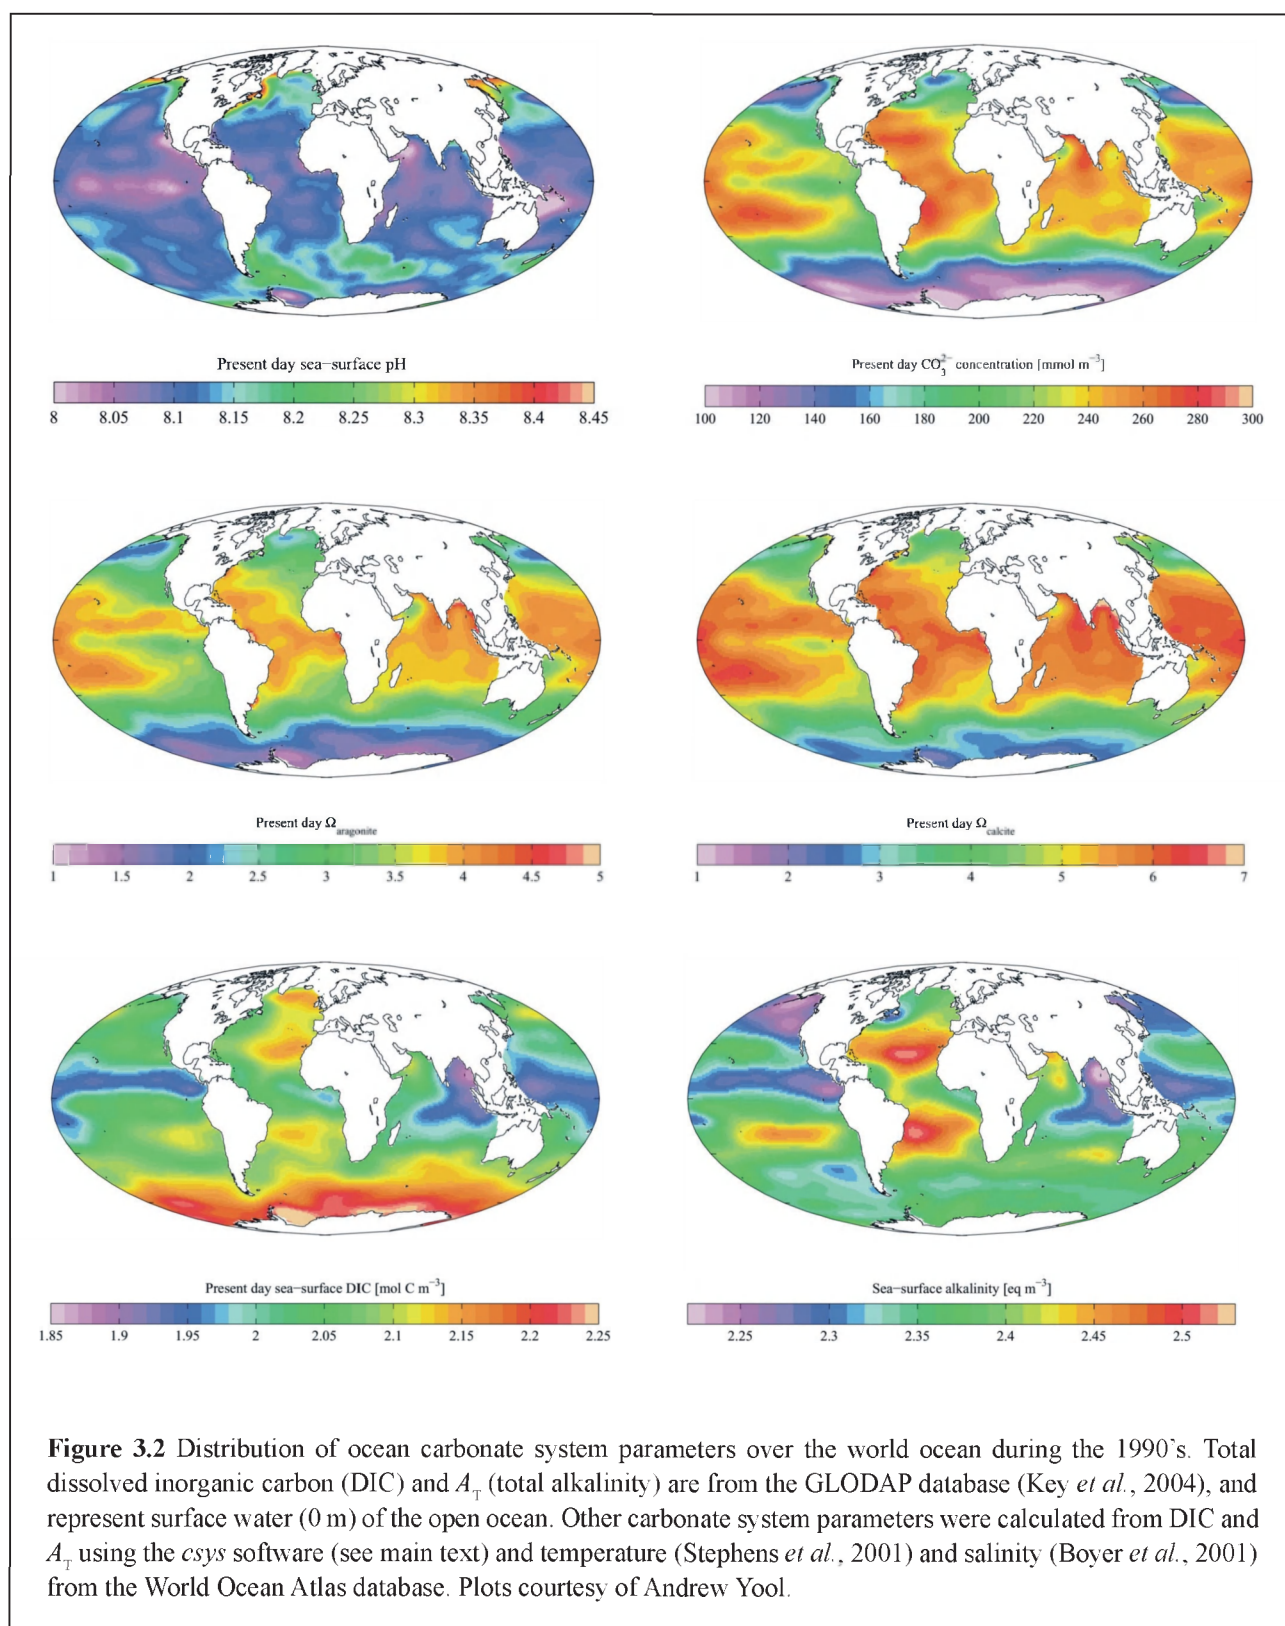 Present day sea−surface pH
8 8.05 8.1 8.15 8.2 8.25 8.3 8.35 8.4 8.45
Present day CO₃²⁻ concentration [mmol m⁻³]
100 120 140 160 180 200 220 240 260 280 300
Present day Ωaragonite
1 1.5 2 2.5 3 3.5 4 4.5 5
Present day Ωcalcite
1 2 3 4 5 6 7
Present day sea−surface DIC [mol C m⁻³]
1.85 1.9 1.95 2 2.05 2.1 2.15 2.2 2.25
Sea−surface alkalinity [eq m⁻³]
2.25 2.3 2.35 2.4 2.45 2.5
Figure 3.2 Distribution of ocean carbonate system parameters over the world ocean during the 1990`s. Total
dissolved inorganic carbon (DIC) and A_T (total alkalinity) are from the GLODAP database (Key et al., 2004), and
represent surface water (0 m) of the open ocean. Other carbonate system parameters were calculated from DIC and
A_T using the csys software (see main text) and temperature (Stephens et al., 2001) and salinity (Boyer et al., 2001)
from the World Ocean Atlas database. Plots courtesy of Andrew Yool.